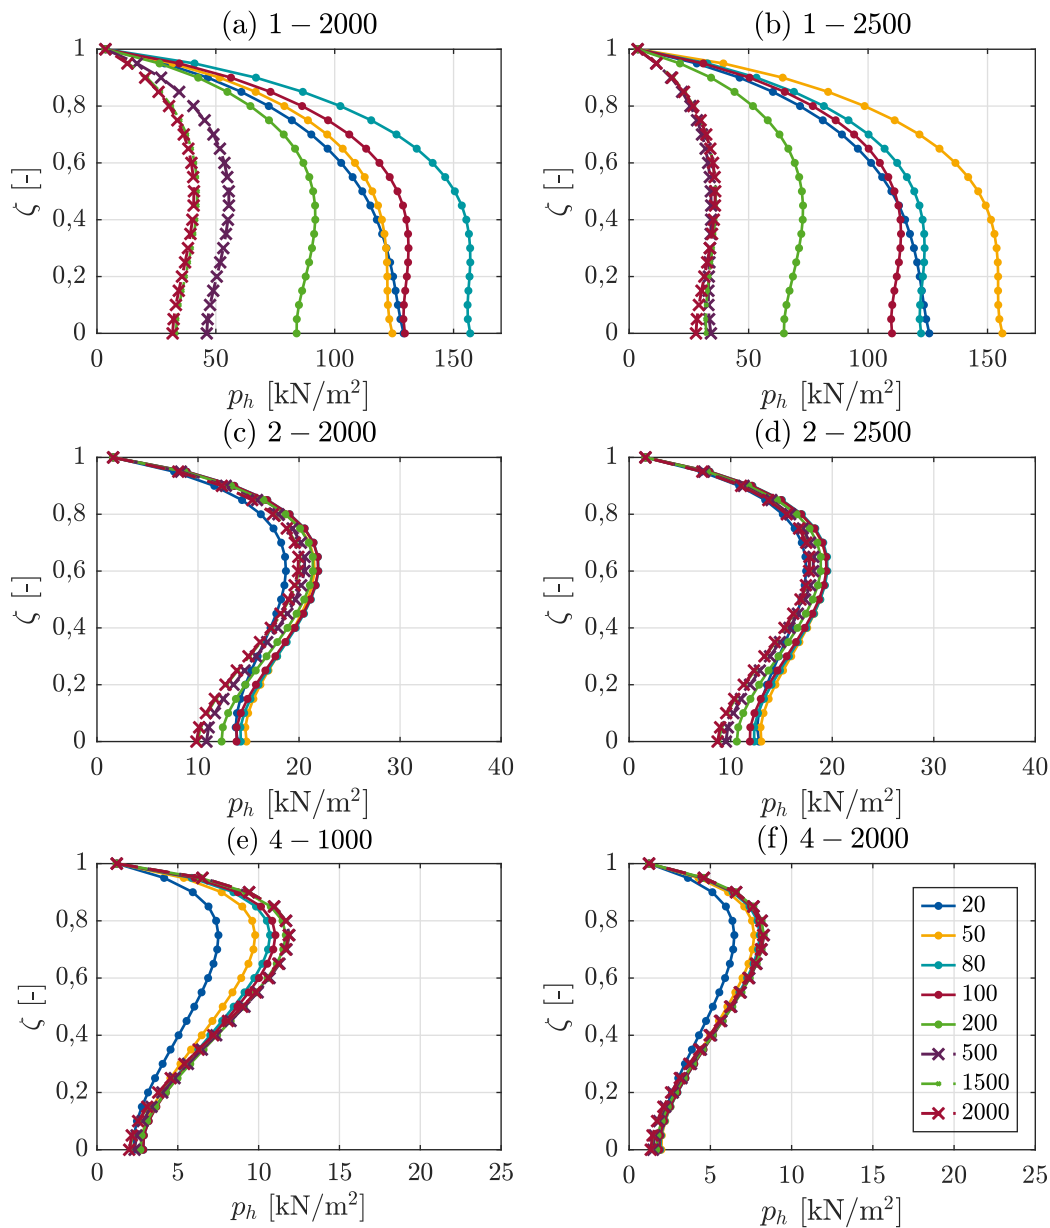 (a) 1 − 2000
1
0,8
0,6
0,4
0,2
0
ζ [-]
0 50 100 150
p_h [kN/m²]
(b) 1 − 2500
1
0,8
0,6
0,4
0,2
0
ζ [-]
0 50 100 150
p_h [kN/m²]
(c) 2 − 2000
1
0,8
0,6
0,4
0,2
0
ζ [-]
0 10 20 30 40
p_h [kN/m²]
(d) 2 − 2500
1
0,8
0,6
0,4
0,2
0
ζ [-]
0 10 20 30 40
p_h [kN/m²]
(e) 4 − 1000
1
0,8
0,6
0,4
0,2
0
ζ [-]
0 5 10 15 20 25
p_h [kN/m²]
(f) 4 − 2000
1
0,8
0,6
0,4
0,2
0
ζ [-]
0 5 10 15 20 25
p_h [kN/m²]
20
50
80
100
200
500
1500
2000